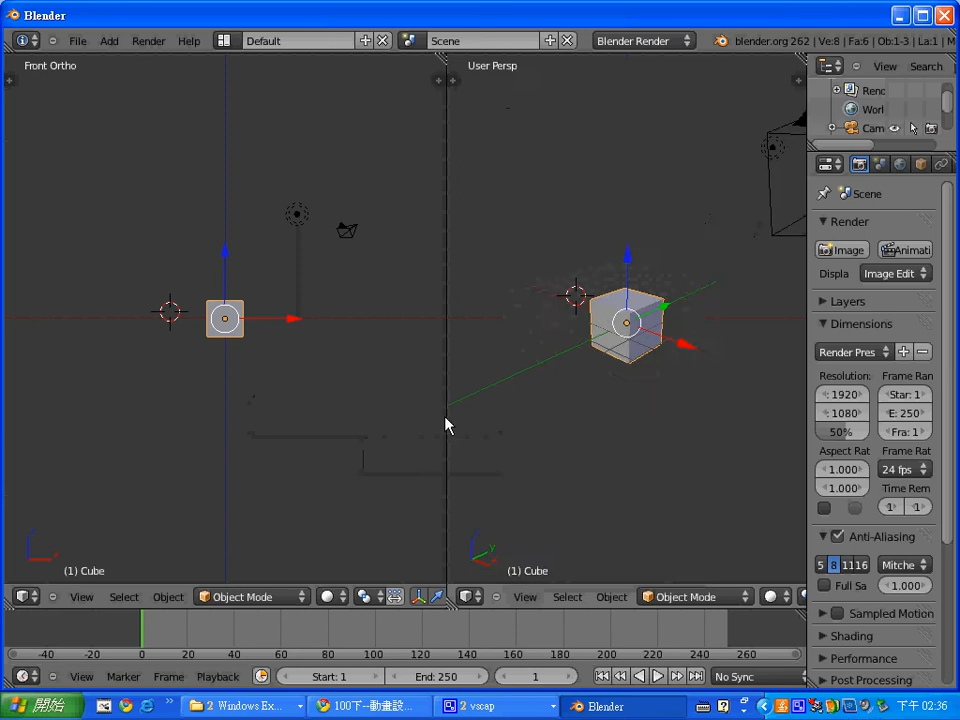 Blender
File Add Render Help Default Scene Blender Render blender.org 262 | Ve:8 | Fa:6 | Ob:1-3 | La:1 | M
Front Ortho
User Persp
View Search
Rend
Worl
Cam
Scene
Render
Image Animati
Displa Image Edit
Layers
Dimensions
Render Pres
Resolution: Frame Ran
: 1920 Star: 1
: 1080 E: 250
50% Fra: 1
Aspect Rat Frame Rat
1.000 24 fps
1.000 Time Rem
Anti-Aliasing
5 8 11 16 Mitche
Full Sa 1.000
Sampled Motion
Shading
Performance
Post Processing
(1) Cube
(1) Cube
View Select Object Object Mode
View Select Object Object Mode
-40 -20 0 20 40 60 80 100 120 140 160 180 200 220 240 260
View Marker Frame Playback Start: 1 End: 250 1 No Sync
開始 2 Windows Ex... 100下--動畫設... 2 vscap Blender 下午 02:36